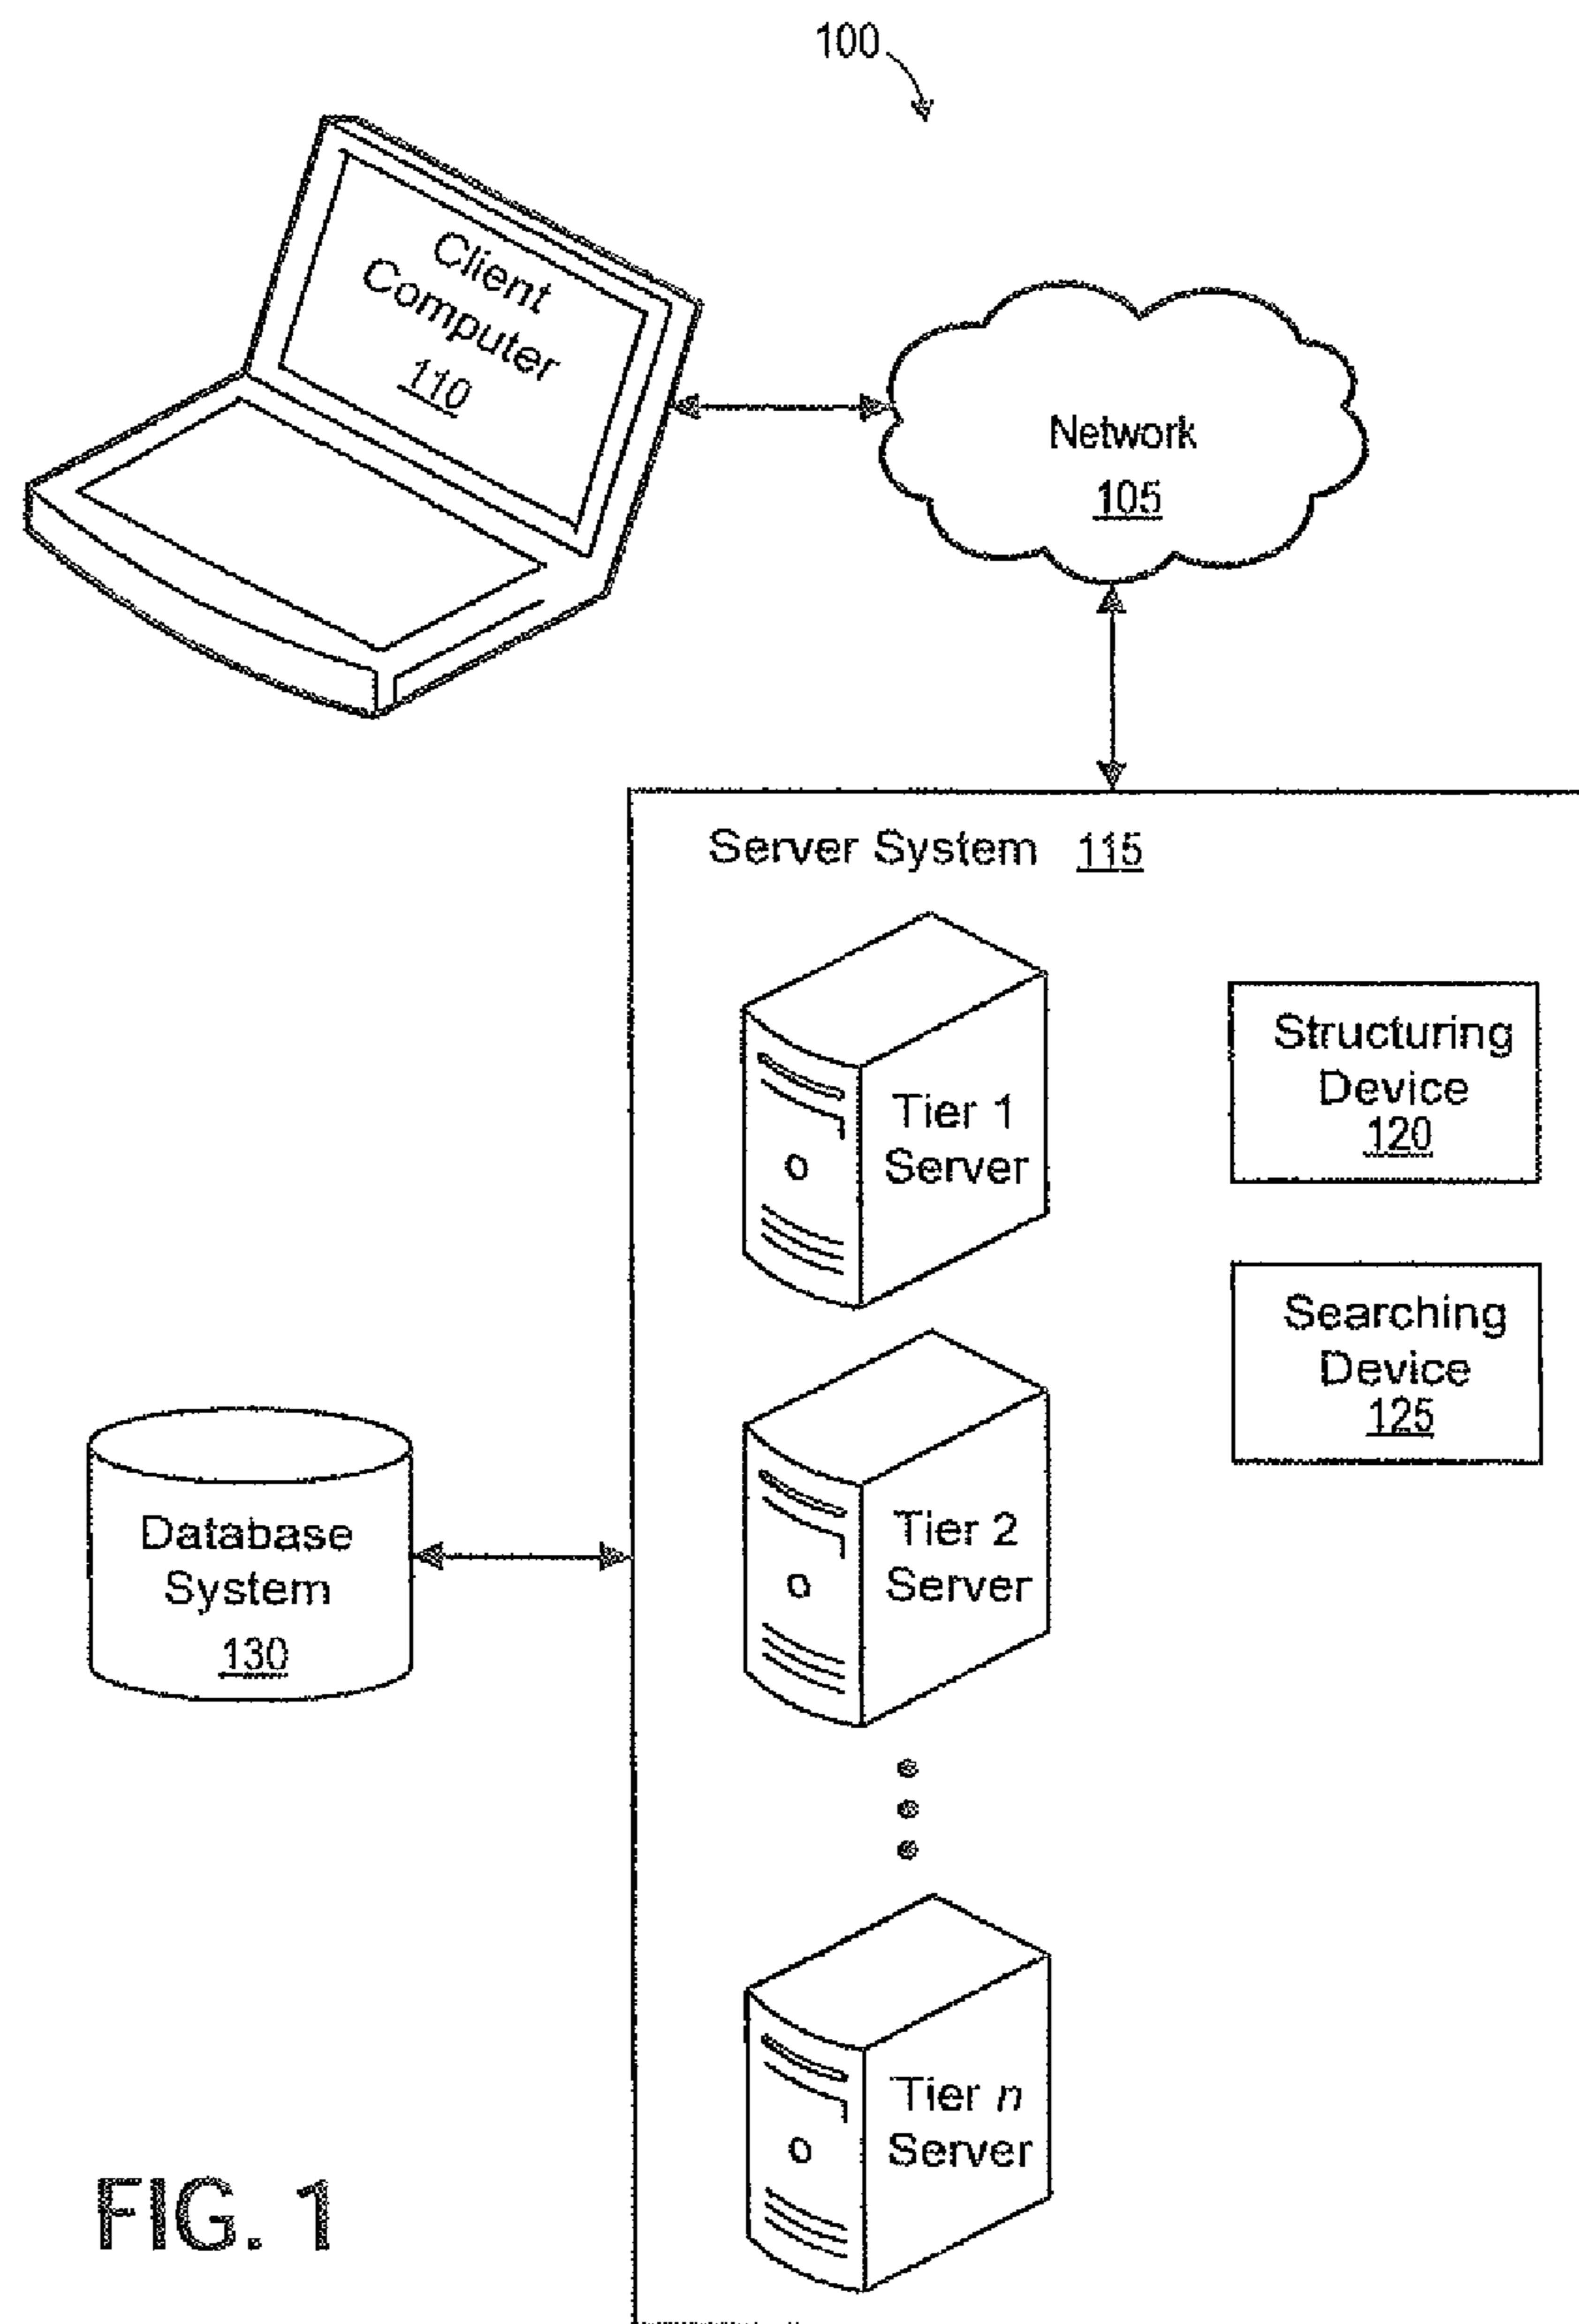 100
Client
Computer
110
Network
105
Server System 115
Tier 1
Server
Structuring
Device
120
Searching
Device
125
Tier 2
Server
Database
System
130
Tier n
Server
FIG. 1